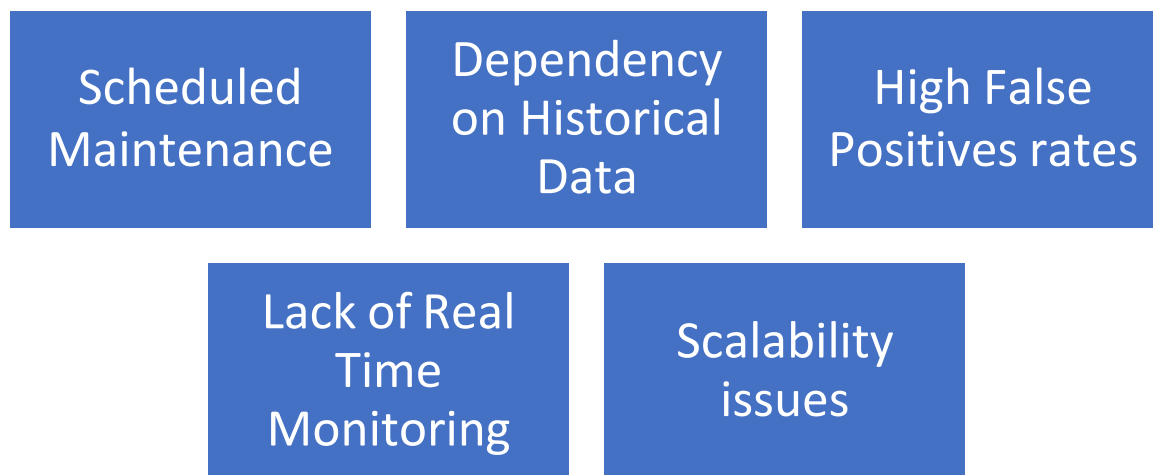 Scheduled
Maintenance
Dependency
on Historical
Data
High False
Positives rates
Lack of Real
Time
Monitoring
Scalability
issues